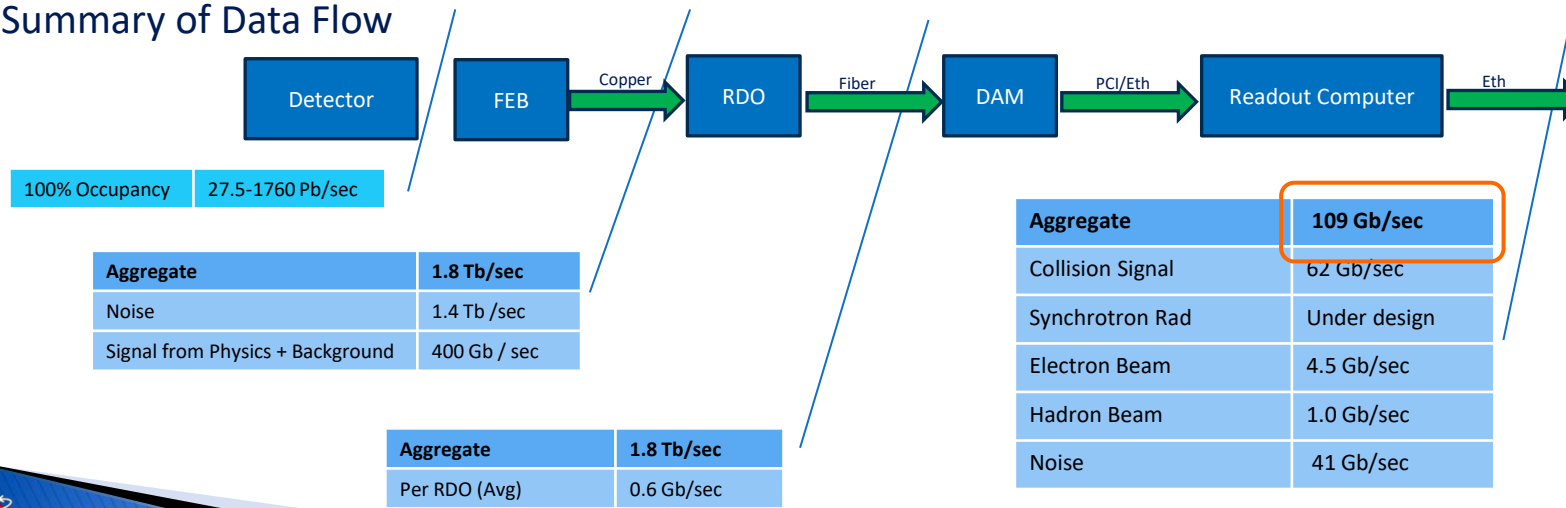 Summary of Data Flow
Detector
FEB
Copper
RDO
Fiber
DAM
PCI/Eth
Readout Computer
Eth
100% Occupancy 27.5-1760 Pb/sec
Aggregate 1.8 Tb/sec
Noise 1.4 Tb /sec
Signal from Physics + Background 400 Gb / sec
Aggregate 1.8 Tb/sec
Per RDO (Avg) 0.6 Gb/sec
Aggregate 109 Gb/sec
Collision Signal 62 Gb/sec
Synchrotron Rad Under design
Electron Beam 4.5 Gb/sec
Hadron Beam 1.0 Gb/sec
Noise 41 Gb/sec